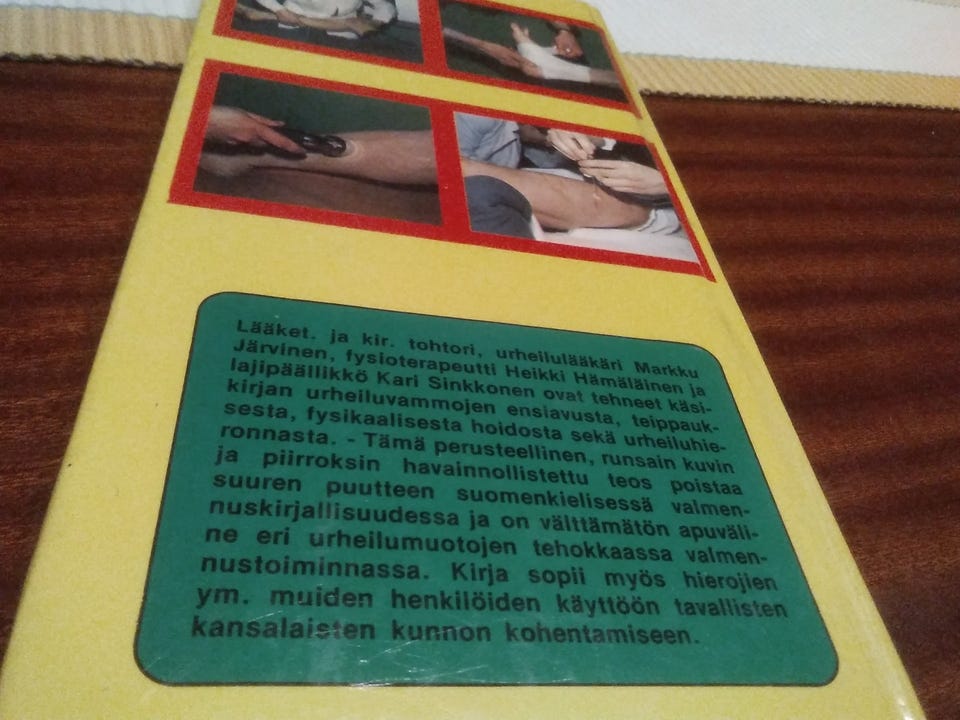 Lääket. ja kir. tohtori, urheilulääkäri Markku
Järvinen, fysioterapeutti Heikki Hämäläinen ja
lajipäällikkö Kari Sinkkonen ovat tehneet käsi-
kirjan urheiluvammojen ensiavusta, teippauk-
sesta, fysikaalisesta hoidosta sekä urheiluhie-
ronnasta. - Tämä perusteellinen, runsain kuvin
ja piirroksin havainnollistettu teos poistaa
suuren puutteen suomenkielisessä valmen-
nuskirjallisuudessa ja on välttämätön apuväli-
ne eri urheilumuotojen tehokkaassa valmen-
nustoiminnassa. Kirja sopii myös hierojien
ym. muiden henkilöiden käyttöön tavallisten
kansalaisten kunnon kohentamiseen.